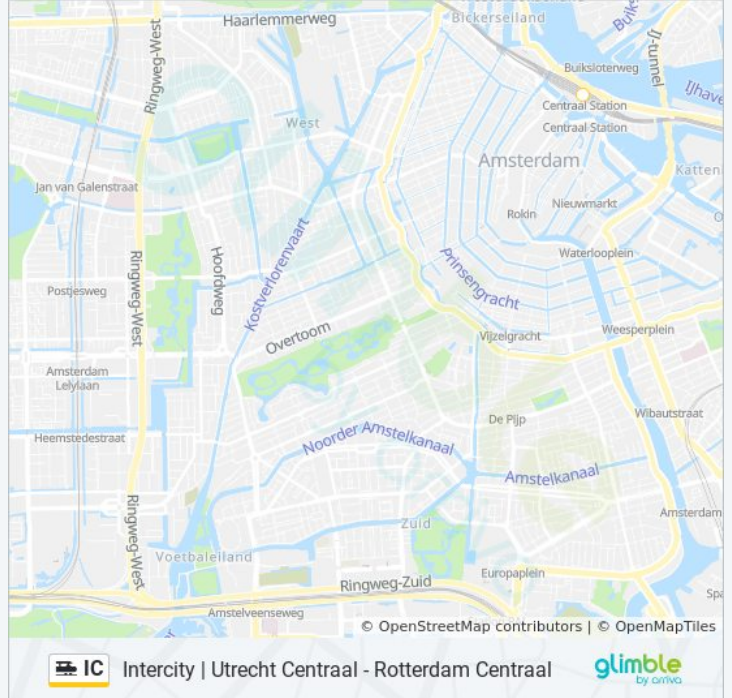 Haarlemmerweg
Bickerseiland
Buiks
Ringweg-West
IJ-tunnel
Buiksloterweg
IJhave
Centraal Station
Centraal Station
West
Amsterdam
Katten
Jan van Galenstraat
Nieuwmarkt
Rokin
Kostverlorenvaart
Hoofdweg
Waterlooplein
Prinsengracht
Postjesweg
Ringweg-West
Overtoom
Vijzelgracht
Weesperplein
Amsterdam
Lelylaan
Wibautstraat
De Pijp
Heemstedestraat
Noorder Amstelkanaal
Amstelkanaal
Ringweg-West
Amsterdam
Zuid
Voetbaleiland
Europaplein
Ringweg-Zuid
Spa
Amstelveenseweg
© OpenStreetMap contributors | © OpenMapTiles
IC Intercity | Utrecht Centraal - Rotterdam Centraal
glimble
by arriva